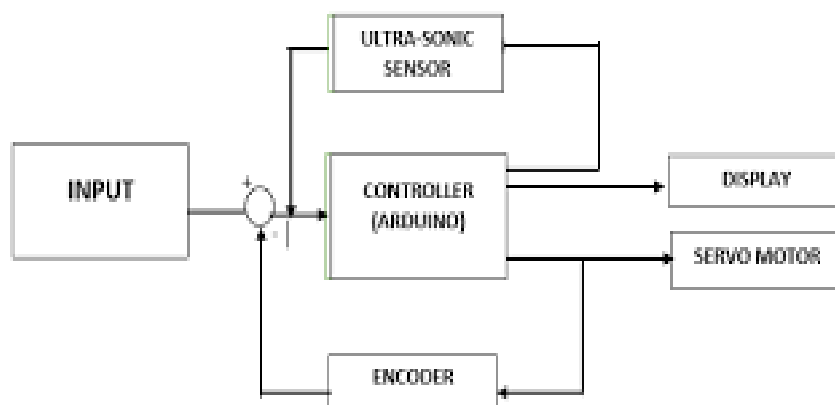 ULTRA-SONIC
SENSOR
INPUT
+
CONTROLLER
(ARDUINO)
DISPLAY
-
SERVO MOTOR
ENCODER